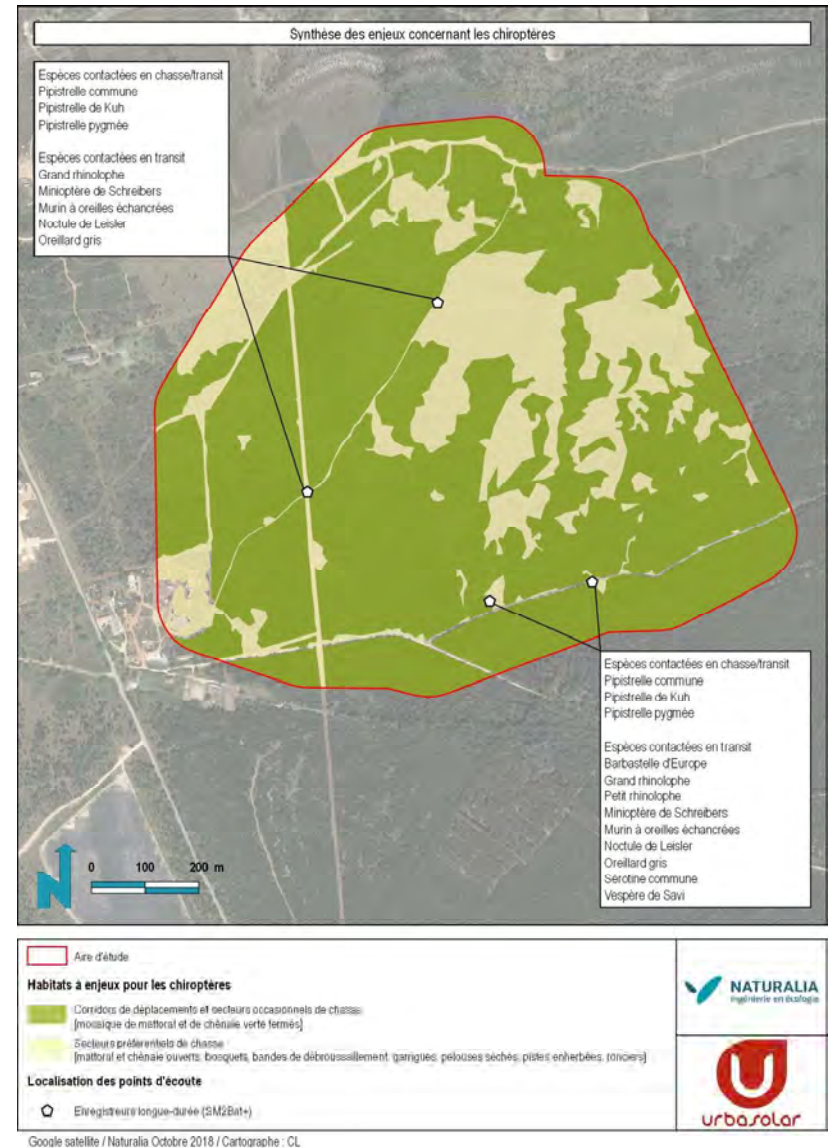 Synthèse des enjeux concernant les chiroptères
Espèces contactées en chasse/transit
Pipistrelle commune
Pipistrelle de Kuh
Pipistrelle pygmée
Espèces contactées en transit
Grand rhinolophe
Minioptère de Schreibers
Murin à oreilles échancrées
Noctule de Leisler
Oreillard gris
Espèces contactées en chasse/transit
Pipistrelle commune
Pipistrelle de Kuh
Pipistrelle pygmée
Espèces contactées en transit
Barbastelle d'Europe
Grand rhinolophe
Petit rhinolophe
Minioptère de Schreibers
Murin à oreilles échancrées
Noctule de Leisler
Oreillard gris
Sérotine commune
Vespère de Savi
N
0 100 200 m
Aire d'étude
Habitats à enjeux pour les chiroptères
Corridors de déplacements et secteurs occasionnels de chasse
[mosaïque de mattoral et de chênaie verte fermés]
Secteurs préférentiels de chasse
[mattoral et chênaie ouverts, bosquets, bandes de débroussaillement, garrigues, pelouses sèches, pistes enherbées, ronciers]
Localisation des points d'écoute
Enregistreurs longue-durée (SM2Bat+)
NATURALIA
Ingénierie en écologie
urbasolar
Google satellite / Naturalia Octobre 2018 / Cartographe : CL